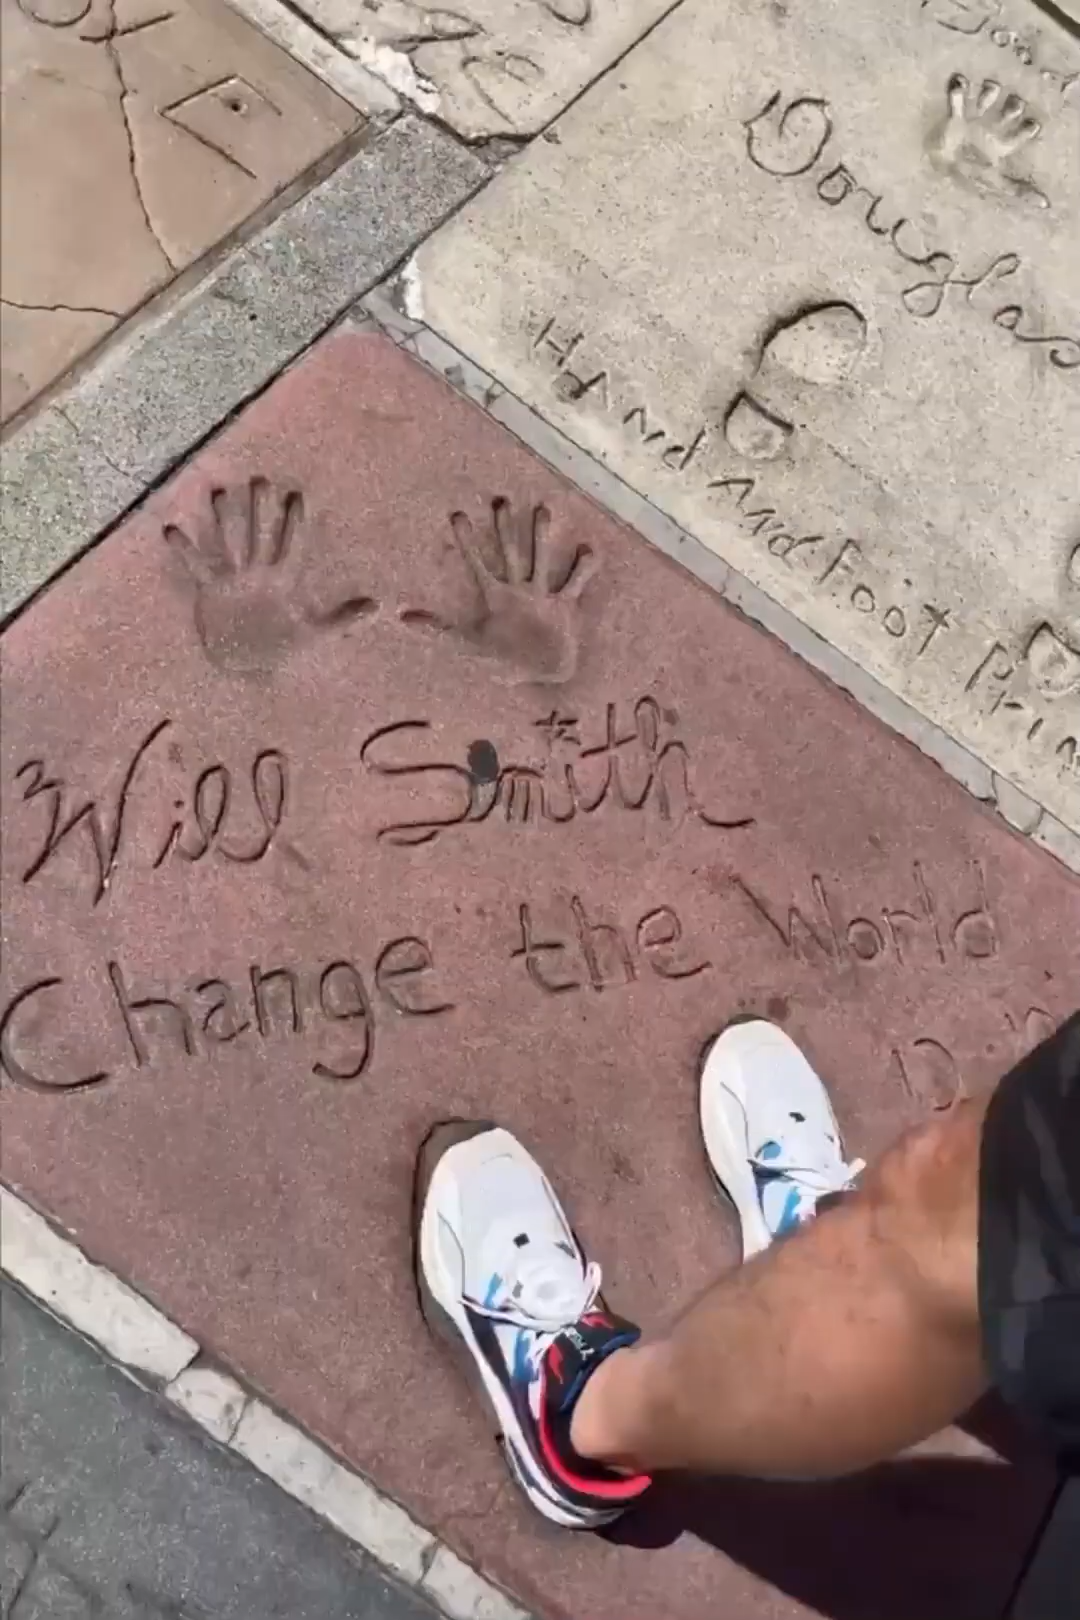 Douglas
Hand And Foot Prin
Will Smith
Change the World